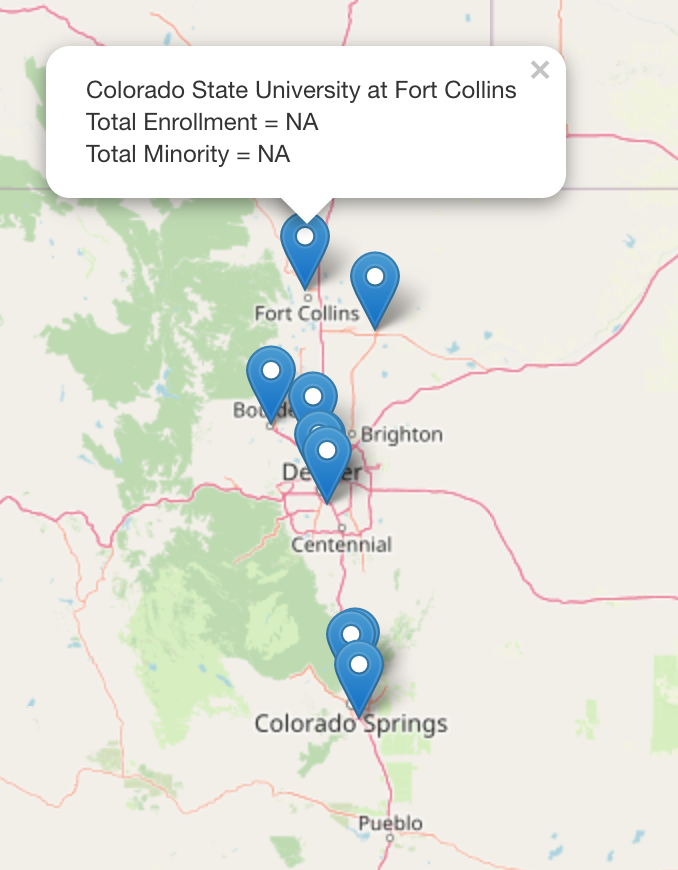 Colorado State University at Fort Collins
Total Enrollment = NA
Total Minority = NA
Fort Collins
Brighton
Centennial
Colorado Springs
Pueblo